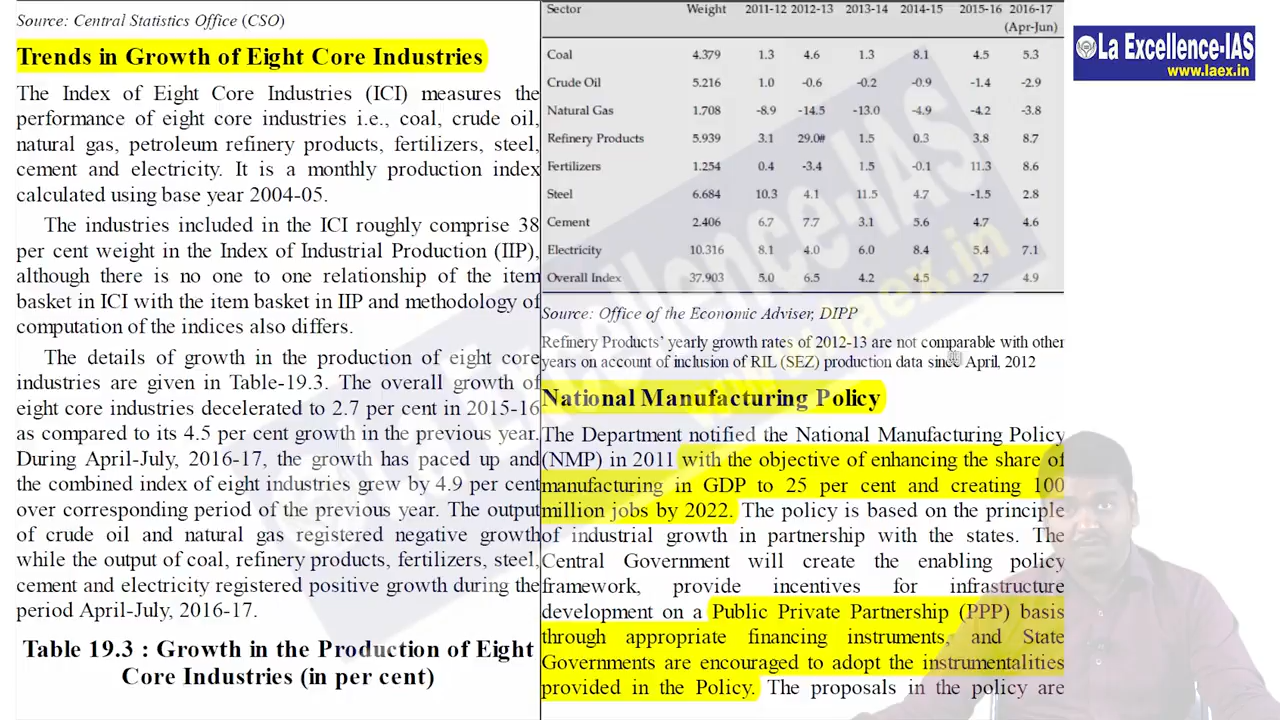 Source: Central Statistics Office (CSO)
Trends in Growth of Eight Core Industries
The Index of Eight Core Industries (ICI) measures the
performance of eight core industries i.e., coal, crude oil,
natural gas, petroleum refinery products, fertilizers, steel,
cement and electricity. It is a monthly production index
calculated using base year 2004-05.
The industries included in the ICI roughly comprise 38
per cent weight in the Index of Industrial Production (IIP),
although there is no one to one relationship of the item
basket in ICI with the item basket in IIP and methodology of
computation of the indices also differs.
The details of growth in the production of eight core
industries are given in Table-19.3. The overall growth of
eight core industries decelerated to 2.7 per cent in 2015-16
as compared to its 4.5 per cent growth in the previous year.
During April-July, 2016-17, the growth has paced up and
the combined index of eight industries grew by 4.9 per cent
over corresponding period of the previous year. The output
of crude oil and natural gas registered negative growth
while the output of coal, refinery products, fertilizers, steel,
cement and electricity registered positive growth during the
period April-July, 2016-17.
Table 19.3 : Growth in the Production of Eight
Core Industries (in per cent)
Sector Weight 2011-12 2012-13 2013-14 2014-15 2015-16 2016-17
(Apr-Jun)
Coal 4.379 1.3 4.6 1.3 8.1 4.5 5.3
Crude Oil 5.216 1.0 -0.6 -0.2 -0.9 -1.4 -2.9
Natural Gas 1.708 -8.9 -14.5 -13.0 -4.9 -4.2 -3.8
Refinery Products 5.939 3.1 29.0# 1.5 0.3 3.8 8.7
Fertilizers 1.254 0.4 -3.4 1.5 -0.1 11.3 8.6
Steel 6.684 10.3 4.1 11.5 4.7 -1.5 2.8
Cement 2.406 6.7 7.7 3.1 5.6 4.7 4.6
Electricity 10.316 8.1 4.0 6.0 8.4 5.4 7.1
Overall Index 37.903 5.0 6.5 4.2 4.5 2.7 4.9
Source: Office of the Economic Adviser, DIPP
Refinery Products' yearly growth rates of 2012-13 are not comparable with other
years on account of inclusion of RIL (SEZ) production data since April, 2012
National Manufacturing Policy
The Department notified the National Manufacturing Policy
(NMP) in 2011 with the objective of enhancing the share of
manufacturing in GDP to 25 per cent and creating 100
million jobs by 2022. The policy is based on the principle
of industrial growth in partnership with the states. The
Central Government will create the enabling policy
framework, provide incentives for infrastructure
development on a Public Private Partnership (PPP) basis
through appropriate financing instruments, and State
Governments are encouraged to adopt the instrumentalities
provided in the Policy. The proposals in the policy are
La Excellence-IAS
www.laex.in
La Excellence-IAS
www.laex.in